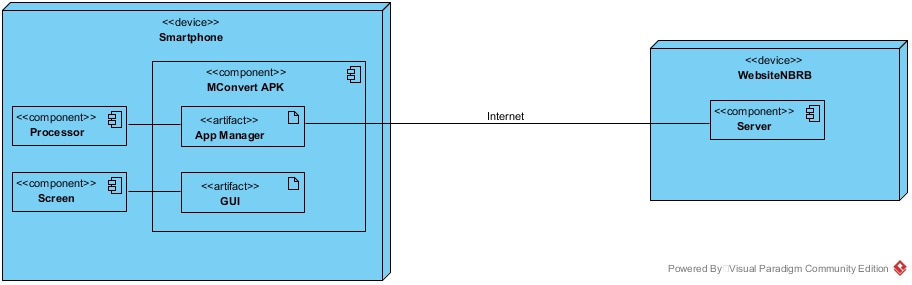 <<device>>
Smartphone
<<component>>
MConvert APK
<<component>>
Processor
<<artifact>>
App Manager
<<component>>
Screen
<<artifact>>
GUI
Internet
<<device>>
WebsiteNBRB
<<component>>
Server
Powered By Visual Paradigm Community Edition